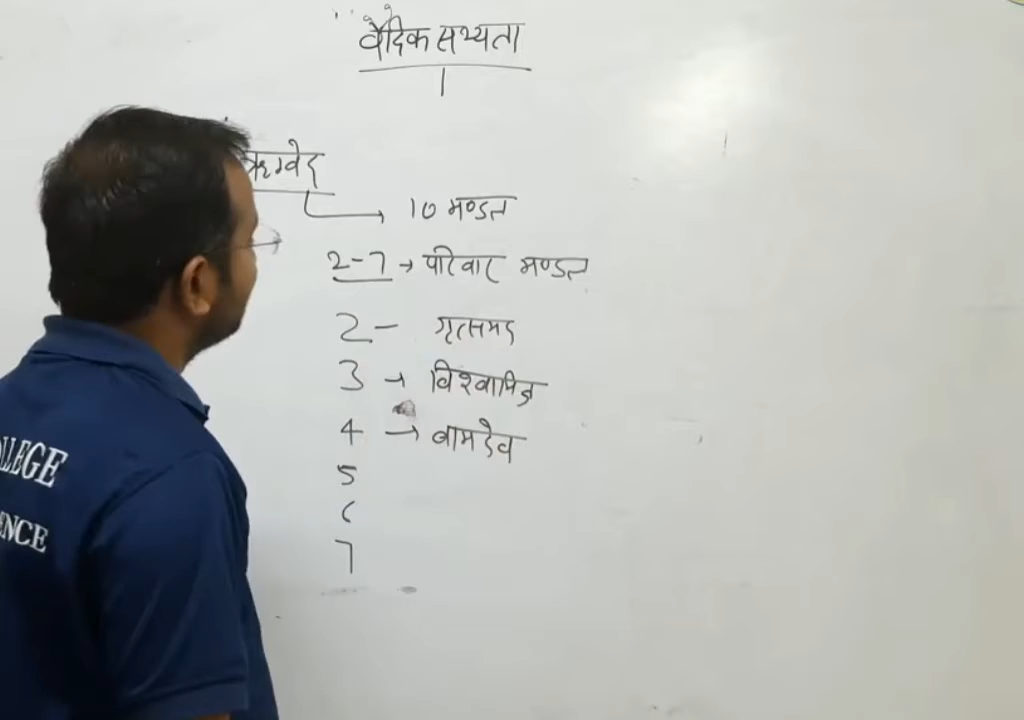 वैदिक सभ्यता
ऋग्वेद
10 मण्डल
2-7 → परिवार मण्डल
2 - गृत्समद
3 → विश्वामित्र
4 → वामदेव
5
6
7
LLEGE
ENCE